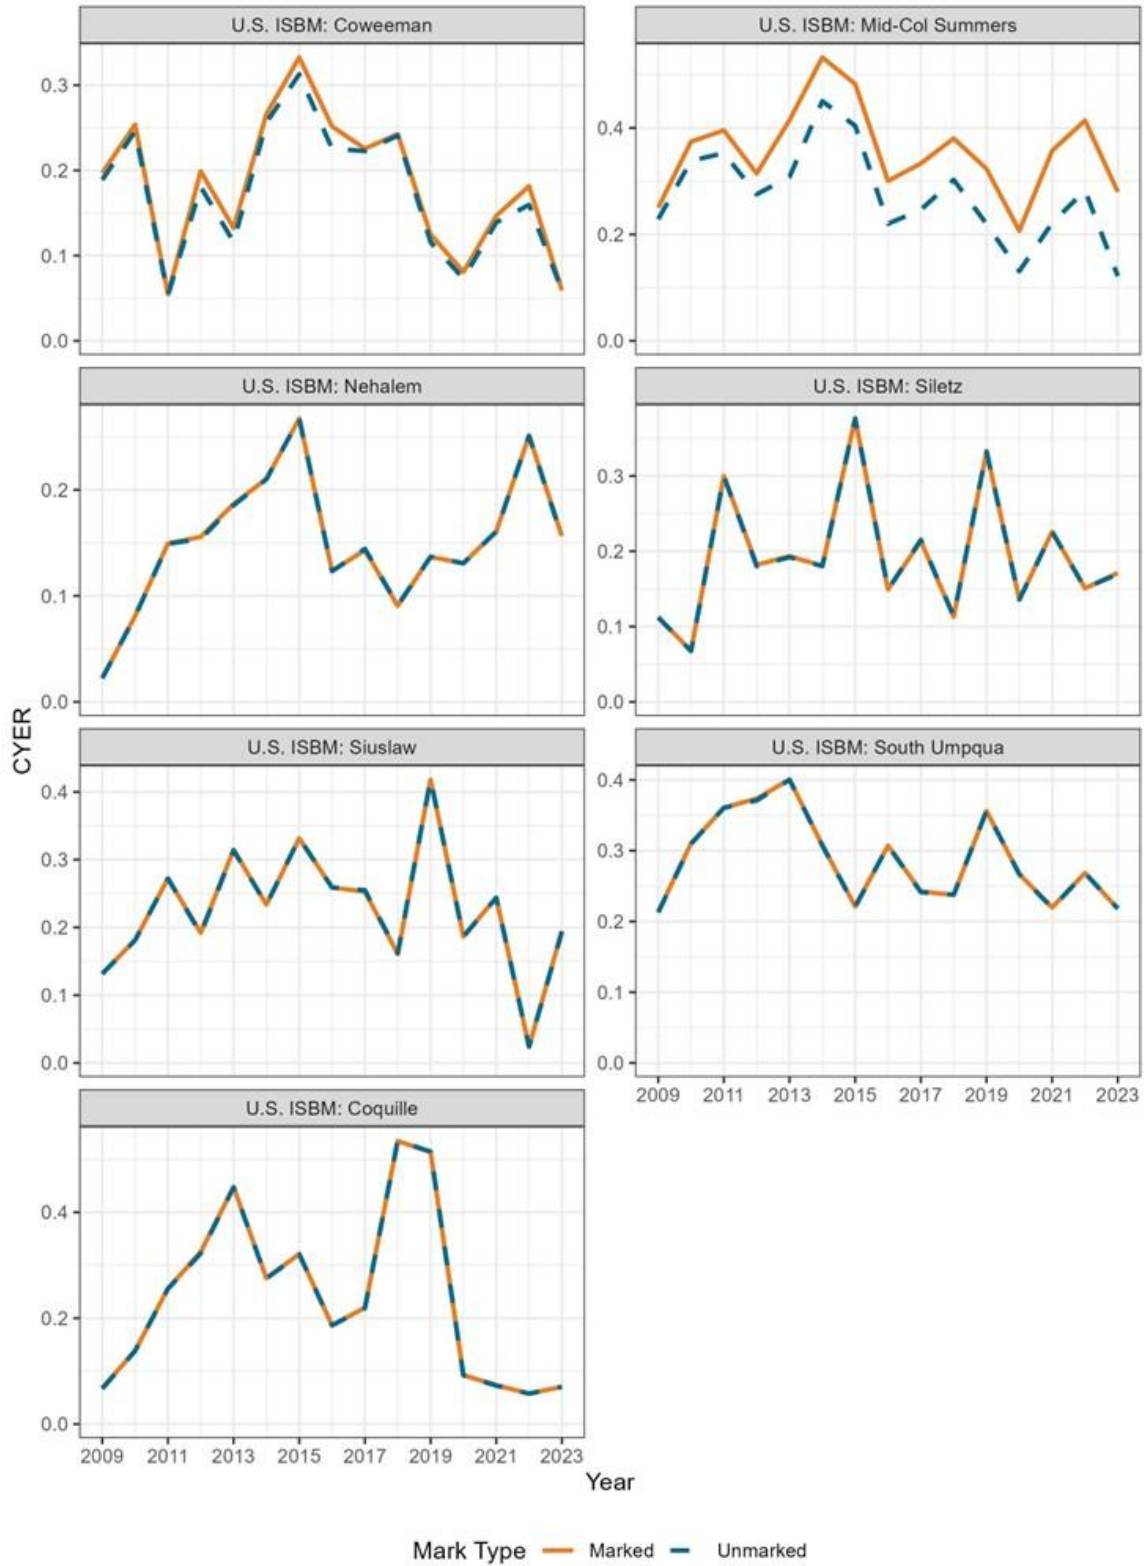 U.S. ISBM: Coweeman
U.S. ISBM: Mid-Col Summers
0.3
0.2
0.1
0.0
0.4
0.2
0.0
U.S. ISBM: Nehalem
U.S. ISBM: Siletz
0.2
0.1
0.0
0.3
0.2
0.1
0.0
CYER
U.S. ISBM: Siuslaw
U.S. ISBM: South Umpqua
0.4
0.3
0.2
0.1
0.0
0.4
0.3
0.2
0.1
0.0
2009 2011 2013 2015 2017 2019 2021 2023
U.S. ISBM: Coquille
0.4
0.2
0.0
2009 2011 2013 2015 2017 2019 2021 2023
Year
Mark Type Marked Unmarked